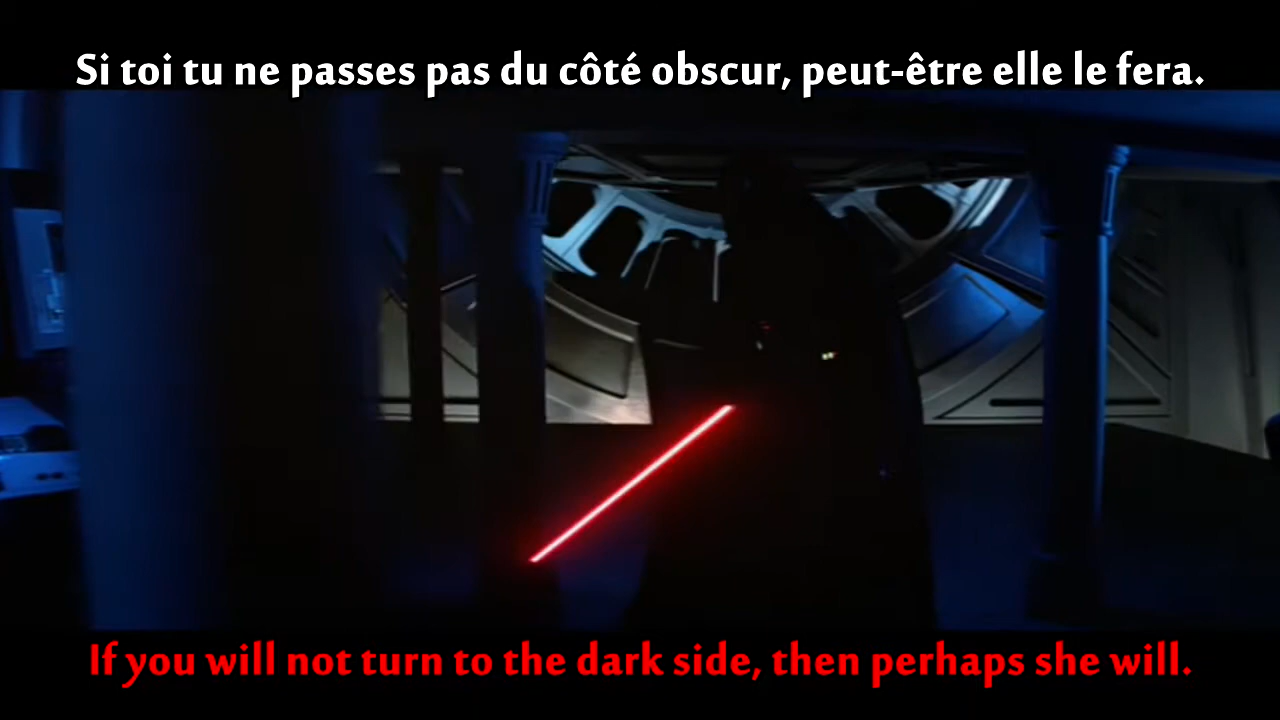 Si toi tu ne passes pas du côté obscur, peut-être elle le fera.
If you will not turn to the dark side, then perhaps she will.